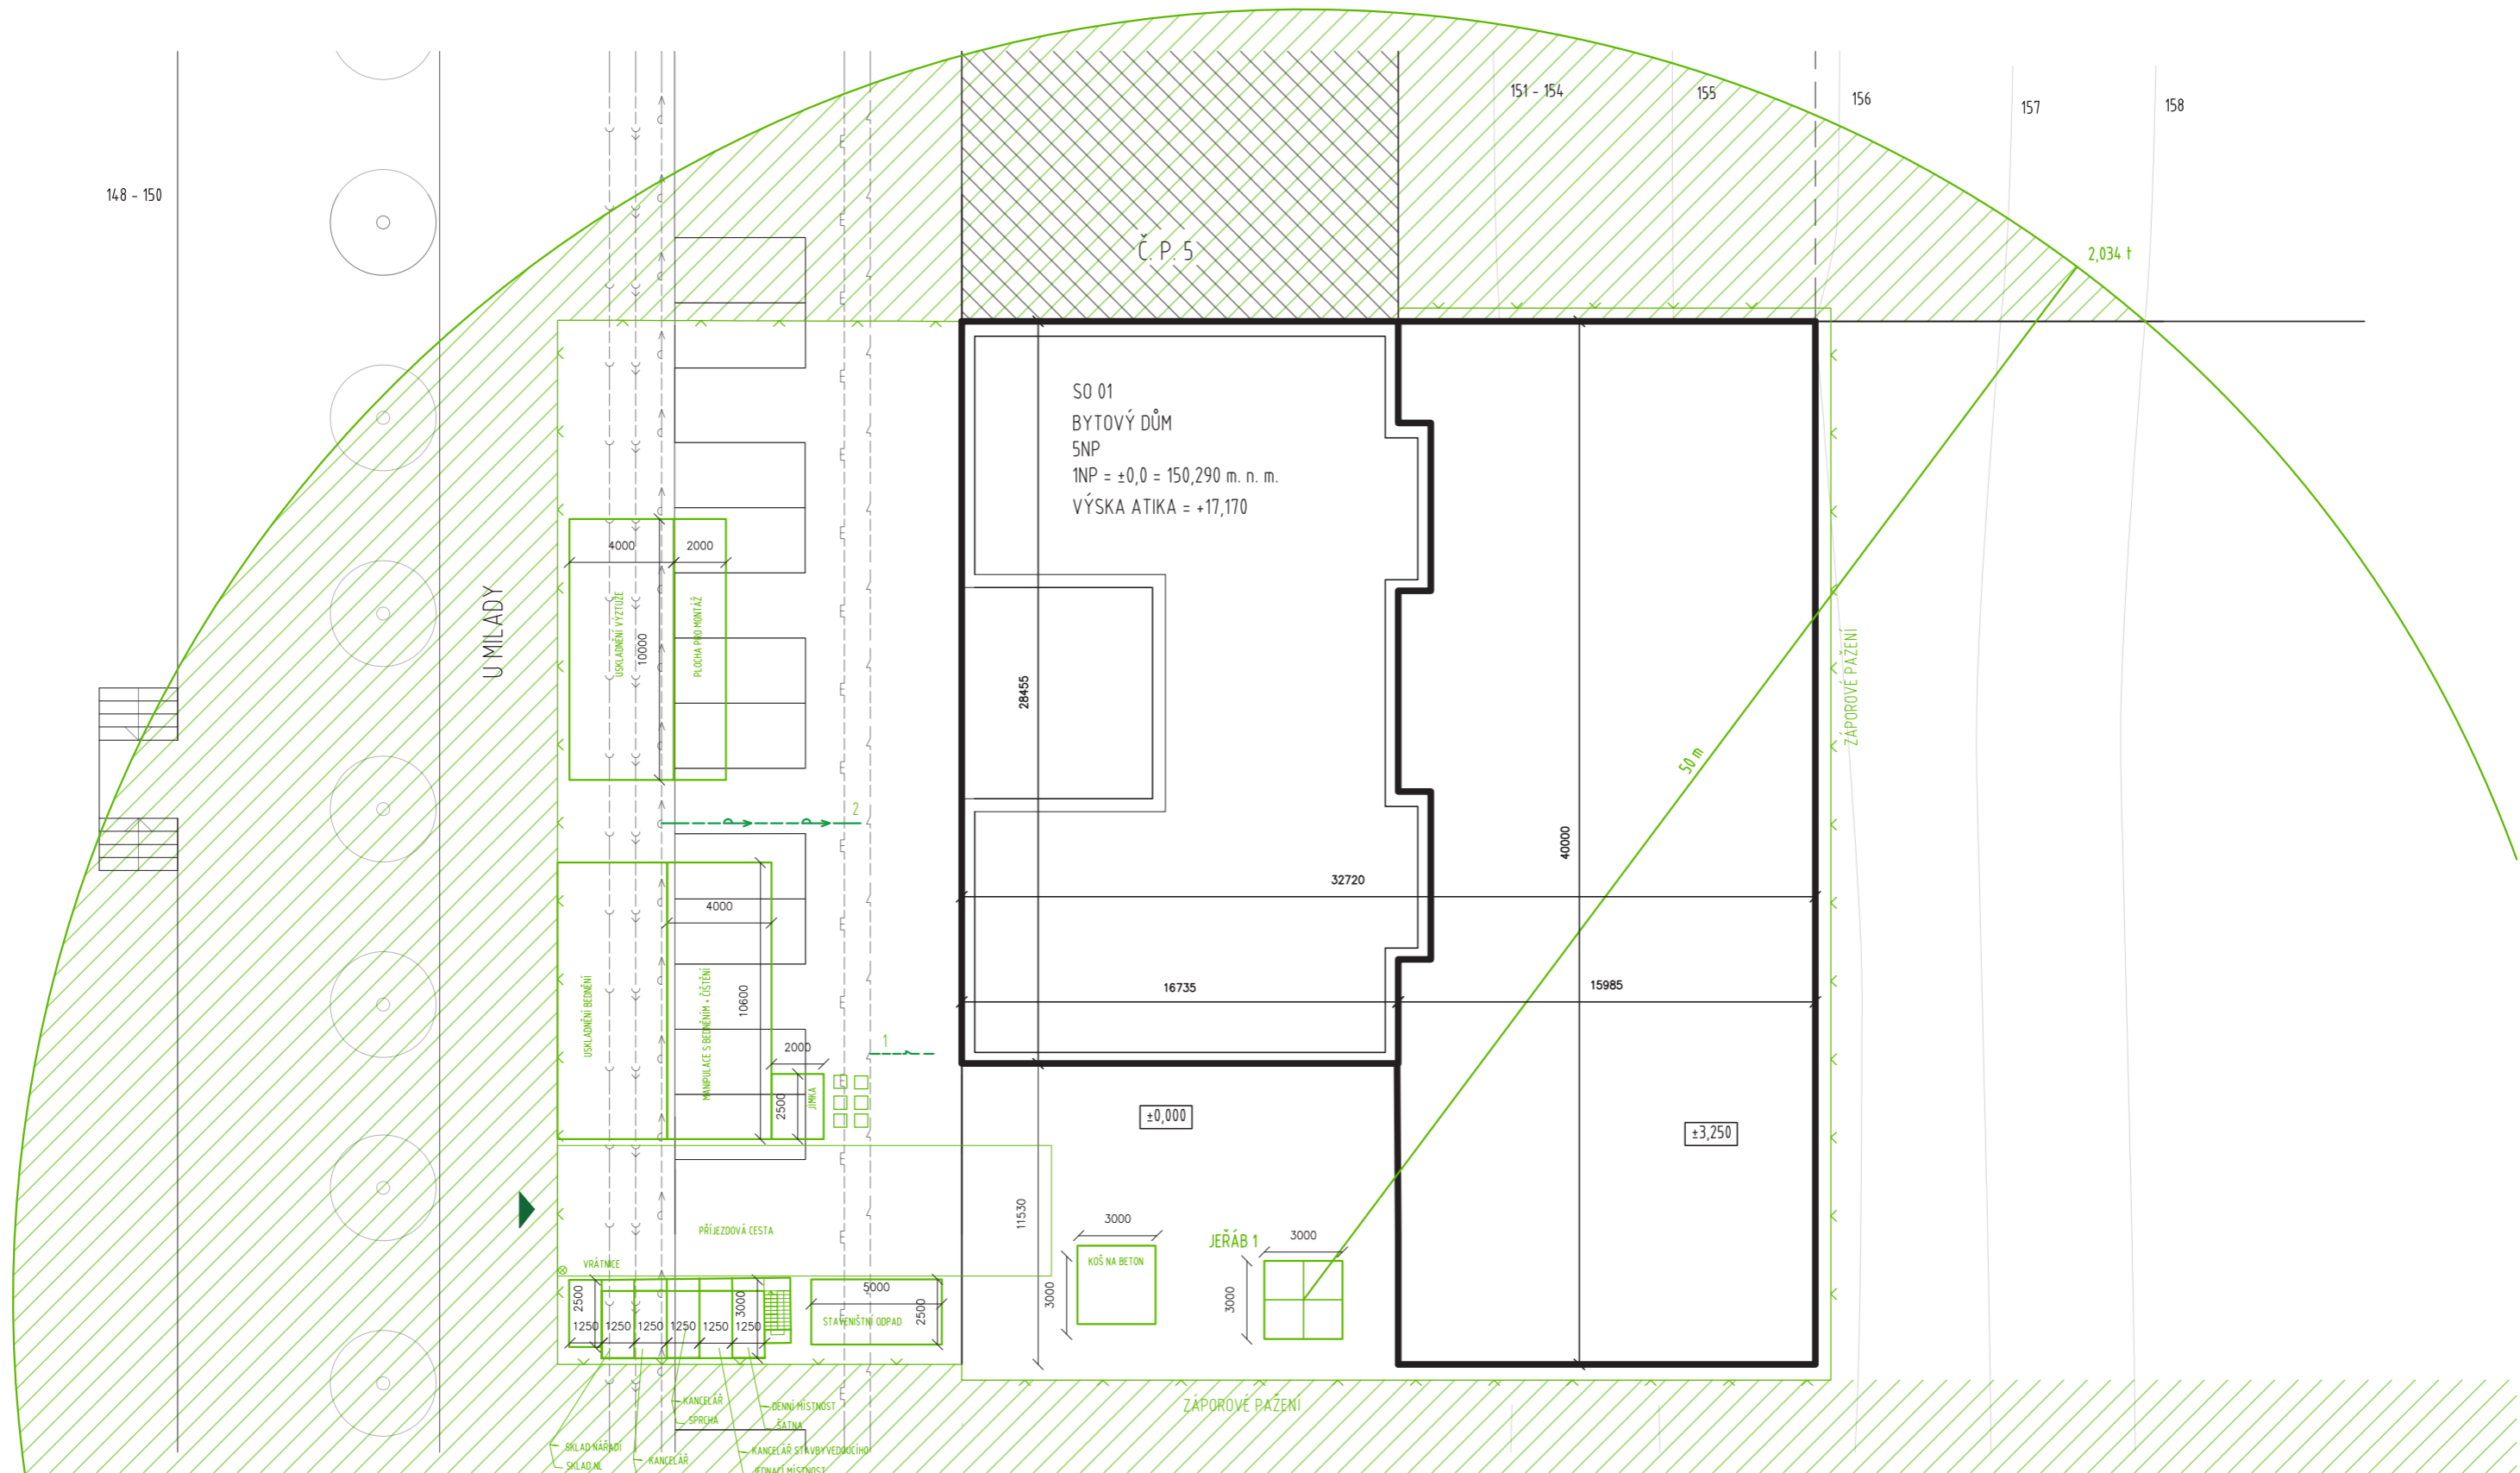 151 - 154
155
156
157
158
148 - 150
Č. P. 5
2,034 t
SO 01
BYTOVÝ DŮM
5NP
1NP = ±0,0 = 150,290 m. n. m.
VÝSKA ATIKA = +17,170
4000
2000
U MILADY
USKLADNĚNÍ VÝZTUŽE
10000
PLOCHA PRO MONTÁŽ
28455
ZÁPOROVÉ PAŽENÍ
50 m
2
40000
32720
4000
USKLADNĚNÍ BEDNĚNÍ
MANIPULACE S BEDNĚNÍM + ČIŠTĚNÍ
10600
16735
15985
1
2000
2500
JÍMKA
±0,000
±3,250
11530
PŘÍJEZDOVÁ CESTA
3000
JEŘÁB 1
3000
KOŠ NA BETON
3000
3000
VRÁTNICE
2500
3000
5000
2500
STAVENIŠTNÍ ODPAD
1250
1250
1250
1250
1250
1250
KANCELÁŘ
SPRCHA
DENNÍ MÍSTNOST
ŠATNA
ZÁPOROVÉ PAŽENÍ
SKLAD NÁŘADÍ
SKLAD NL
KANCELÁŘ
KANCELÁŘ STAVBYVEDOUCÍHO
JEDNACÍ MÍSTNOST